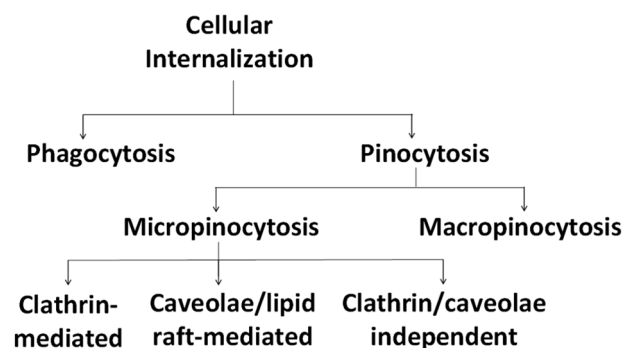 Cellular
Internalization
Phagocytosis
Pinocytosis
Micropinocytosis
Macropinocytosis
Clathrin-
mediated
Caveolae/lipid
raft-mediated
Clathrin/caveolae
independent